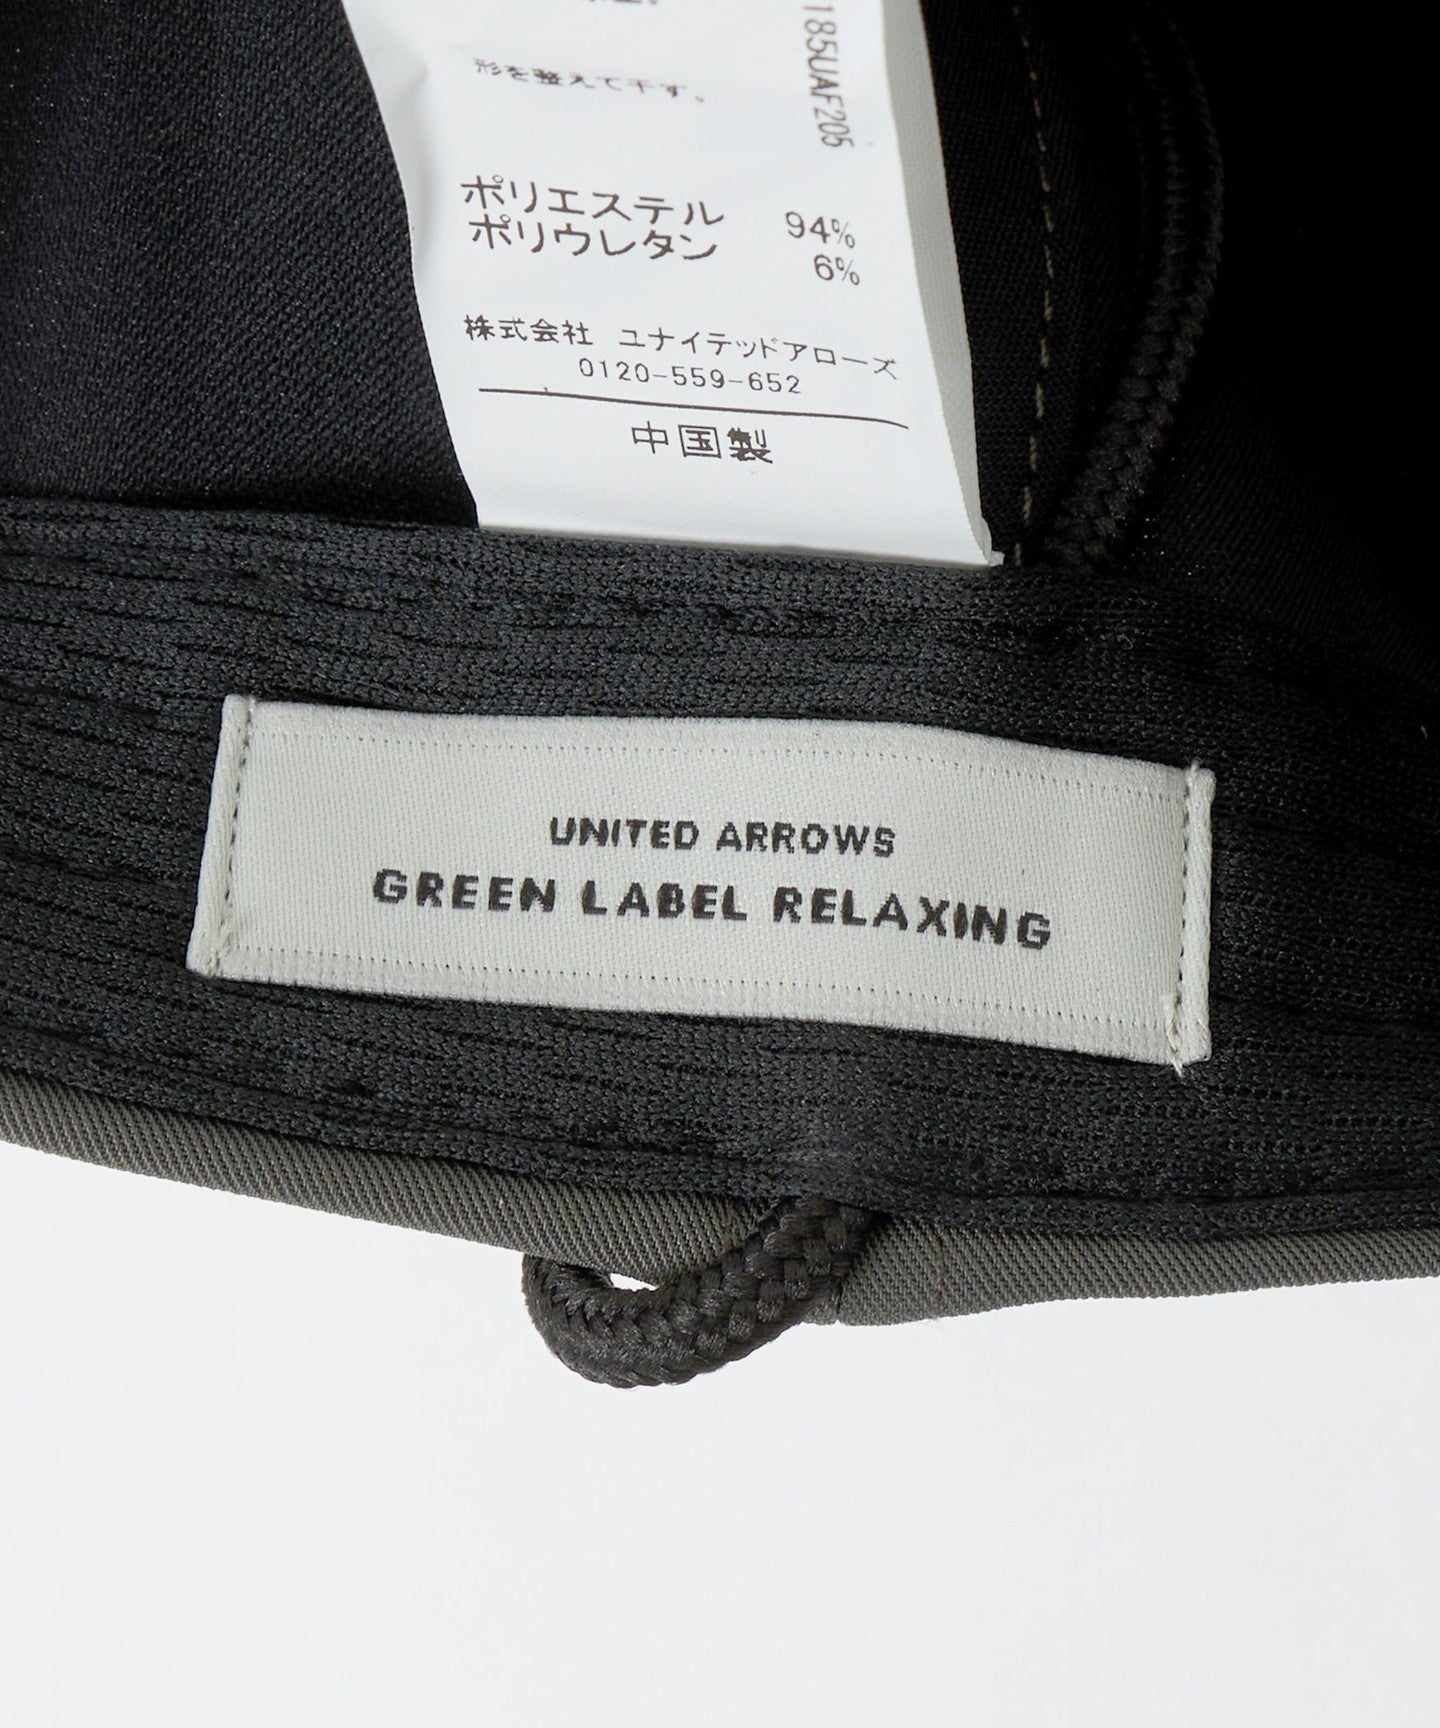 185UAF205
形を整えて干す。
ポリエステル 94%
ポリウレタン 6%
株式会社 ユナイテッドアローズ
0120-559-652
中国製
UNITED ARROWS
GREEN LABEL RELAXING